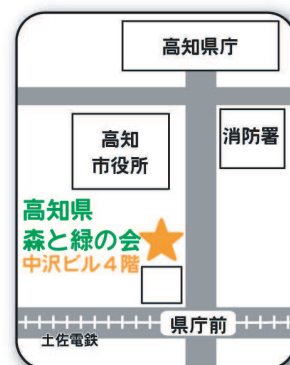 高知県庁
高知
市役所
消防署
高知県
森と緑の会
中沢ビル4階
県庁前
土佐電鉄